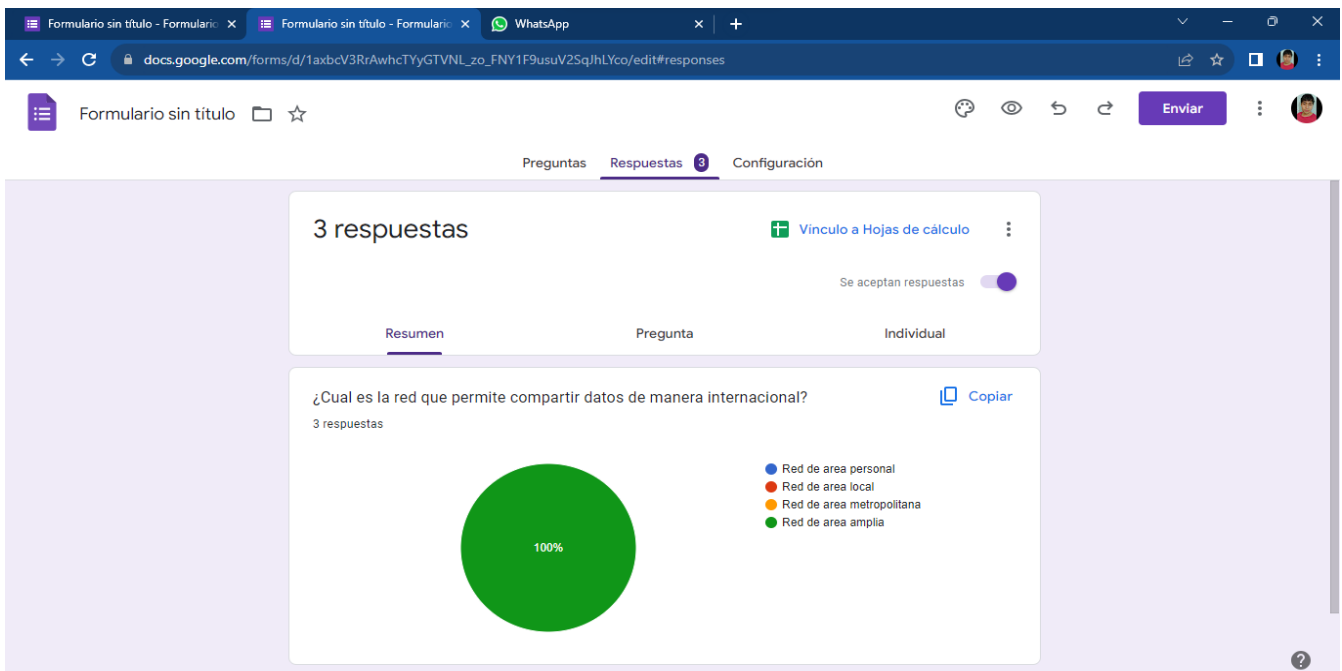 Formulario sin título - Formulario
Formulario sin título - Formulario
WhatsApp
docs.google.com/forms/d/1axbcV3RrAwhcTYyGTVNL_zo_FNY1F9usuV2SqJhLYco/edit#responses
Formulario sin título
Enviar
Preguntas
Respuestas 3
Configuración
3 respuestas
Vínculo a Hojas de cálculo
Se aceptan respuestas
Resumen
Pregunta
Individual
¿Cual es la red que permite compartir datos de manera internacional?
Copiar
3 respuestas
Red de area personal
Red de area local
Red de area metropolitana
Red de area amplia
100%